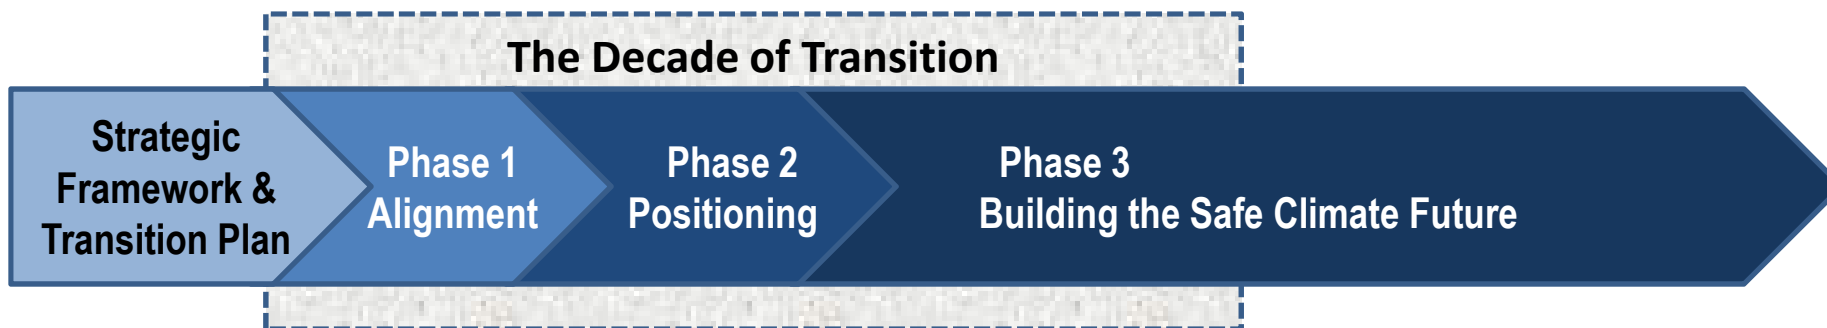 The Decade of Transition
Strategic
Framework &
Transition Plan
Phase 1
Alignment
Phase 2
Positioning
Phase 3
Building the Safe Climate Future